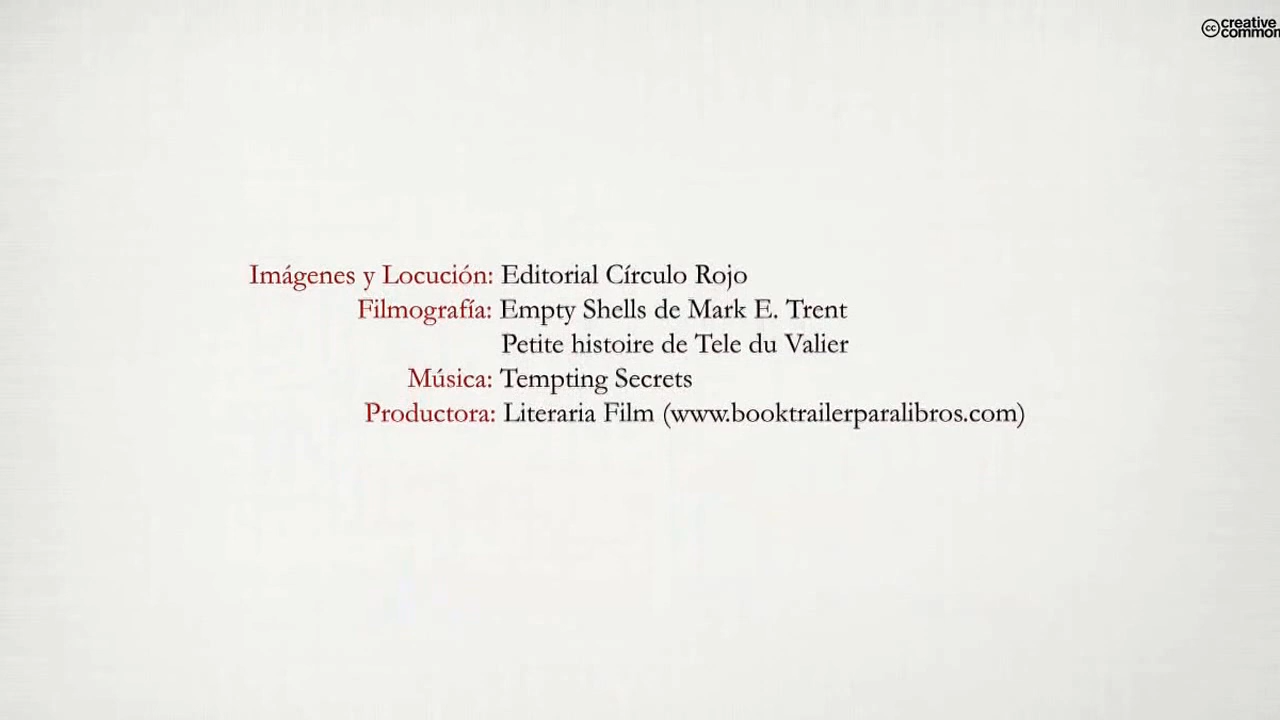 creative
common
Imágenes y Locución: Editorial Círculo Rojo
Filmografía: Empty Shells de Mark E. Trent
Petite histoire de Tele du Valier
Música: Tempting Secrets
Productora: Literaria Film (www.booktrailerparalibros.com)